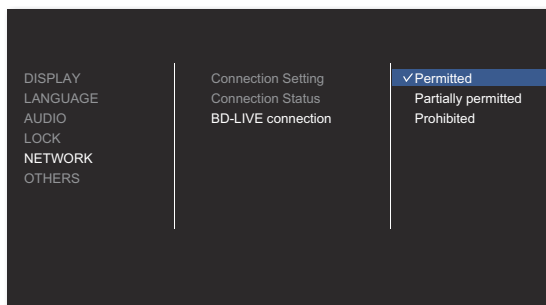 DISPLAY
LANGUAGE
AUDIO
LOCK
NETWORK
OTHERS
Connection Setting
Connection Status
BD-LIVE connection
✓Permitted
Partially permitted
Prohibited